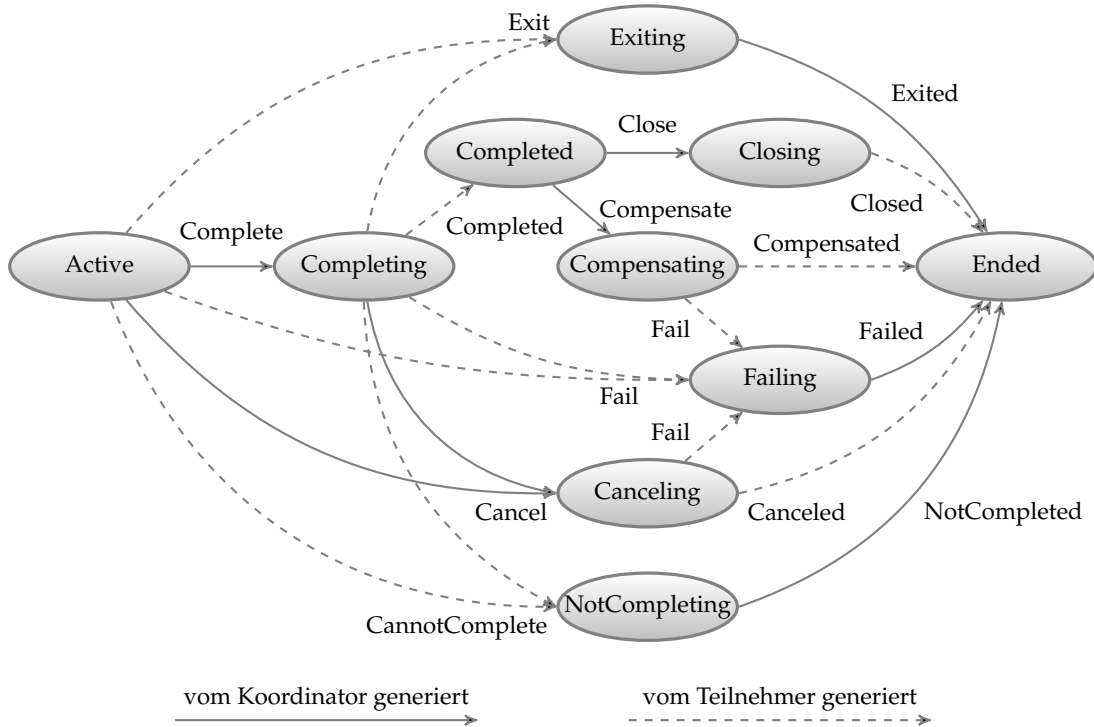 Exit
Exiting
Exited
Close
Completed
Closing
Complete
Completed
Compensate
Closed
Compensated
Active
Completing
Compensating
Ended
Fail
Failed
Fail
Failing
Fail
Canceling
Cancel
Canceled
NotCompleted
NotCompleting
CannotComplete
vom Koordinator generiert
vom Teilnehmer generiert